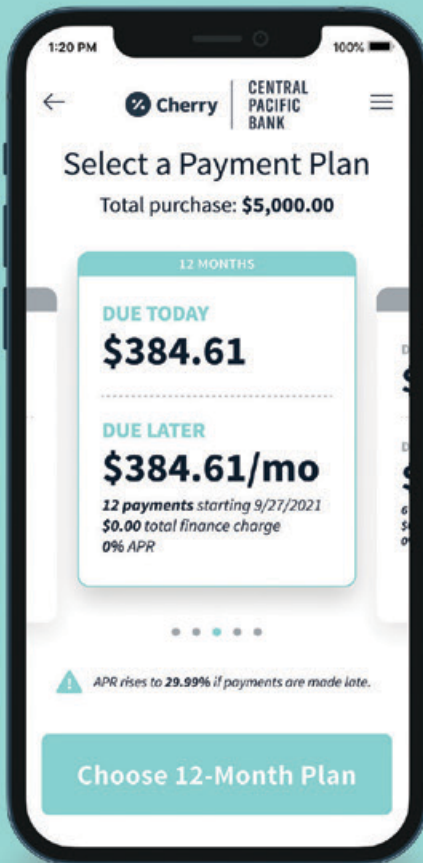 1:20 PM 100%
Cherry
CENTRAL
PACIFIC
BANK
Select a Payment Plan
Total purchase: $5,000.00
12 MONTHS
DUE TODAY
$384.61
DUE LATER
$384.61/mo
12 payments starting 9/27/2021
$0.00 total finance charge
0% APR
APR rises to 29.99% if payments are made late.
Choose 12-Month Plan